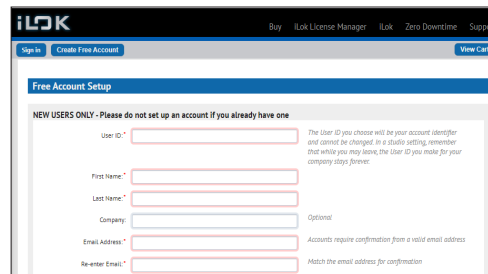 iLOK
Buy iLok License Manager iLok Zero Downtime Suppo
Sign in Create Free Account View Cart
Free Account Setup
NEW USERS ONLY - Please do not set up an account if you already have one
User ID:* The User ID you choose will be your account identifier
and cannot be changed. In a studio setting, remember
that while you may leave, the User ID you make for your
company stays forever.
First Name:*
Last Name:*
Company: Optional
Email Address:* Accounts require confirmation from a valid email address
Re-enter Email:* Match the email address for confirmation